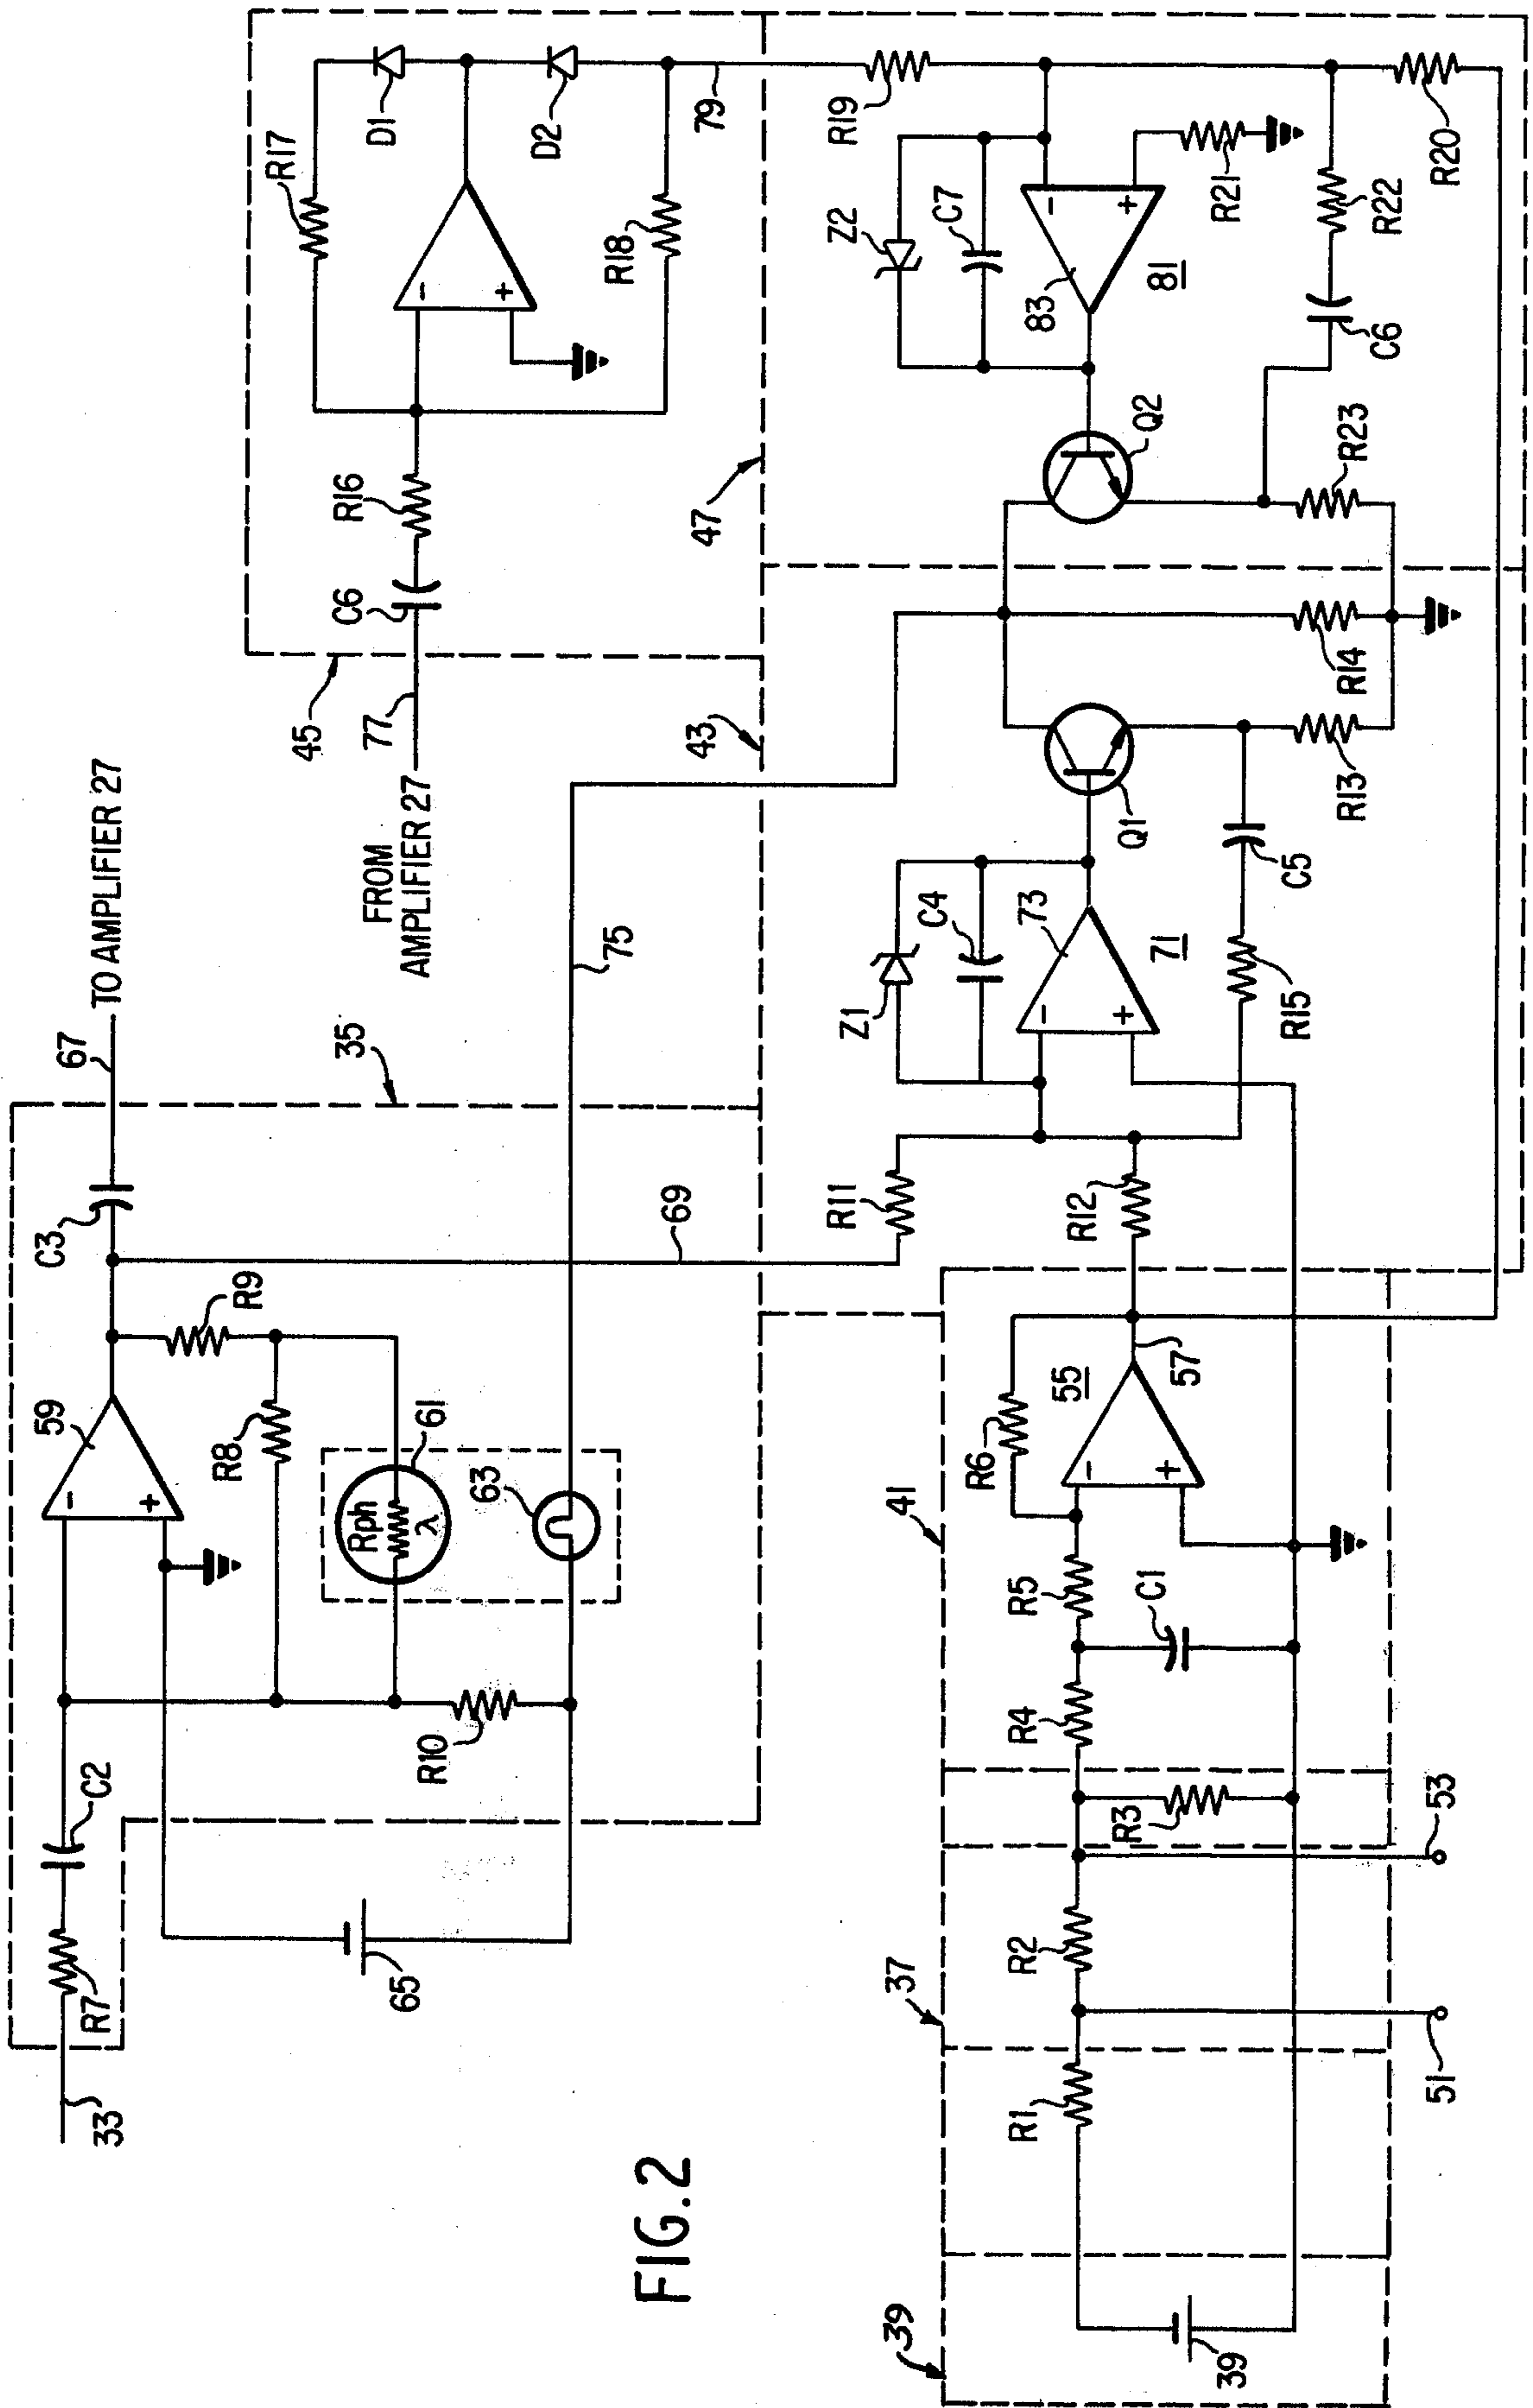 33
R7
C2
59
−
+
R9
C3
67
TO AMPLIFIER 27
35
R8
61
Rph
λ
63
R10
65
69
75
FROM
AMPLIFIER 27
77
45
C6
R16
R17
−
+
R18
D1
D2
79
43
47
FIG. 2
39
39
R1
51
37
R2
53
R3
R4
C1
R5
41
R6
−
+
55
57
R12
R11
Z1
C4
−
+
73
71
R15
C5
Q1
R13
R14
R23
Q2
C6
R22
R20
Z2
C7
−
+
83
81
R21
R19